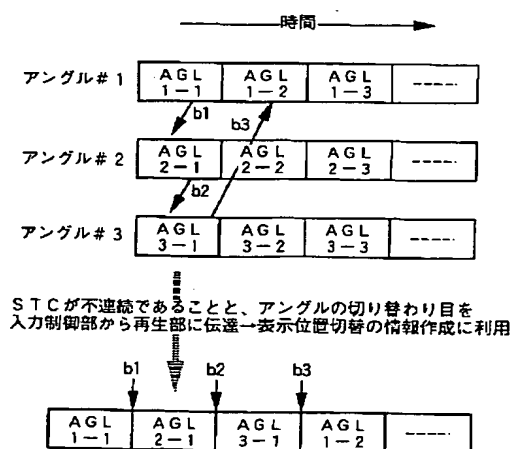 時間
アングル＃1
AGL AGL AGL
1－1 1－2 1－3 -----
b1 b3
アングル＃2
AGL AGL AGL
2－1 2－2 2－3 -----
b2
アングル＃3
AGL AGL AGL
3－1 3－2 3－3 -----
STCが不連続であることと、アングルの切り替わり目を
入力制御部から再生部に伝達→表示位置切替の情報作成に利用
b1 b2 b3
AGL AGL AGL AGL
1－1 2－1 3－1 1－2 -----